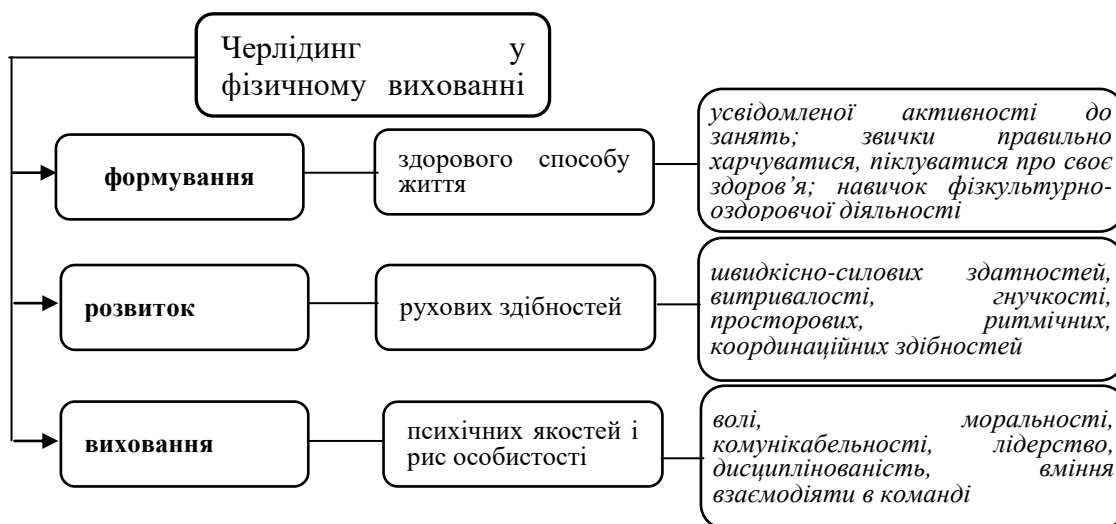 Черлідинг у
фізичному вихованні
формування
здорового способу
життя
усвідомленої активності до
занять; звички правильно
харчуватися, піклуватися про своє
здоров’я; навичок фізкультурно-
оздоровчої діяльності
розвиток
рухових здібностей
швидкісно-силових здатностей,
витривалості, гнучкості,
просторових, ритмічних,
координаційних здібностей
виховання
психічних якостей і
рис особистості
волі, моральності,
комунікабельності, лідерство,
дисциплінованість, вміння
взаємодіяти в команді